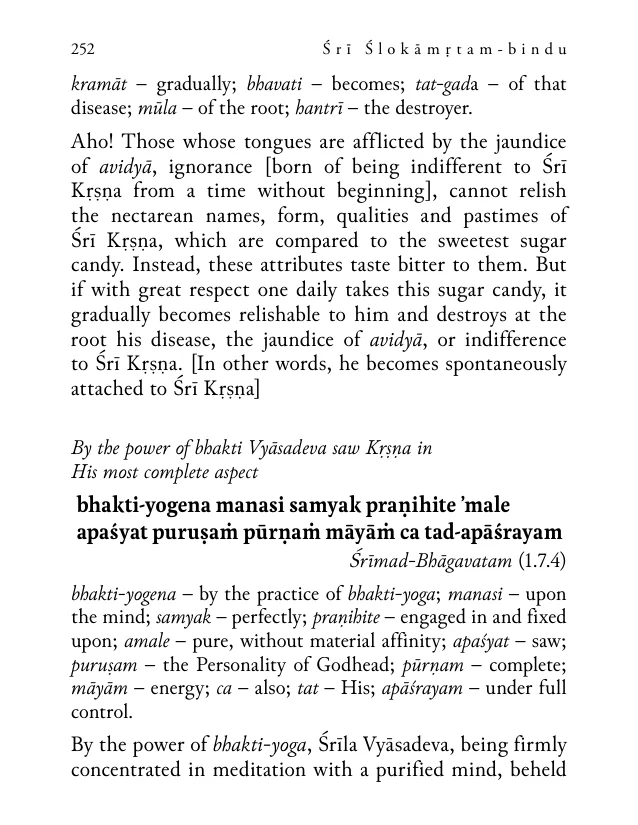 252 Śrī Ślokāmṛtam-bindu
kramāt – gradually; bhavati – becomes; tat-gada – of that
disease; mūla – of the root; hantrī – the destroyer.
Aho! Those whose tongues are afflicted by the jaundice
of avidyā, ignorance [born of being indifferent to Śrī
Kṛṣṇa from a time without beginning], cannot relish
the nectarean names, form, qualities and pastimes of
Śrī Kṛṣṇa, which are compared to the sweetest sugar
candy. Instead, these attributes taste bitter to them. But
if with great respect one daily takes this sugar candy, it
gradually becomes relishable to him and destroys at the
root his disease, the jaundice of avidyā, or indifference
to Śrī Kṛṣṇa. [In other words, he becomes spontaneously
attached to Śrī Kṛṣṇa]
By the power of bhakti Vyāsadeva saw Kṛṣṇa in
His most complete aspect
bhakti-yogena manasi samyak praṇihite ’male
apaśyat puruṣaṁ pūrṇaṁ māyāṁ ca tad-apāśrayam
Śrīmad-Bhāgavatam (1.7.4)
bhakti-yogena – by the practice of bhakti-yoga; manasi – upon
the mind; samyak – perfectly; praṇihite – engaged in and fixed
upon; amale – pure, without material affinity; apaśyat – saw;
puruṣam – the Personality of Godhead; pūrṇam – complete;
māyām – energy; ca – also; tat – His; apāśrayam – under full
control.
By the power of bhakti-yoga, Śrīla Vyāsadeva, being firmly
concentrated in meditation with a purified mind, beheld